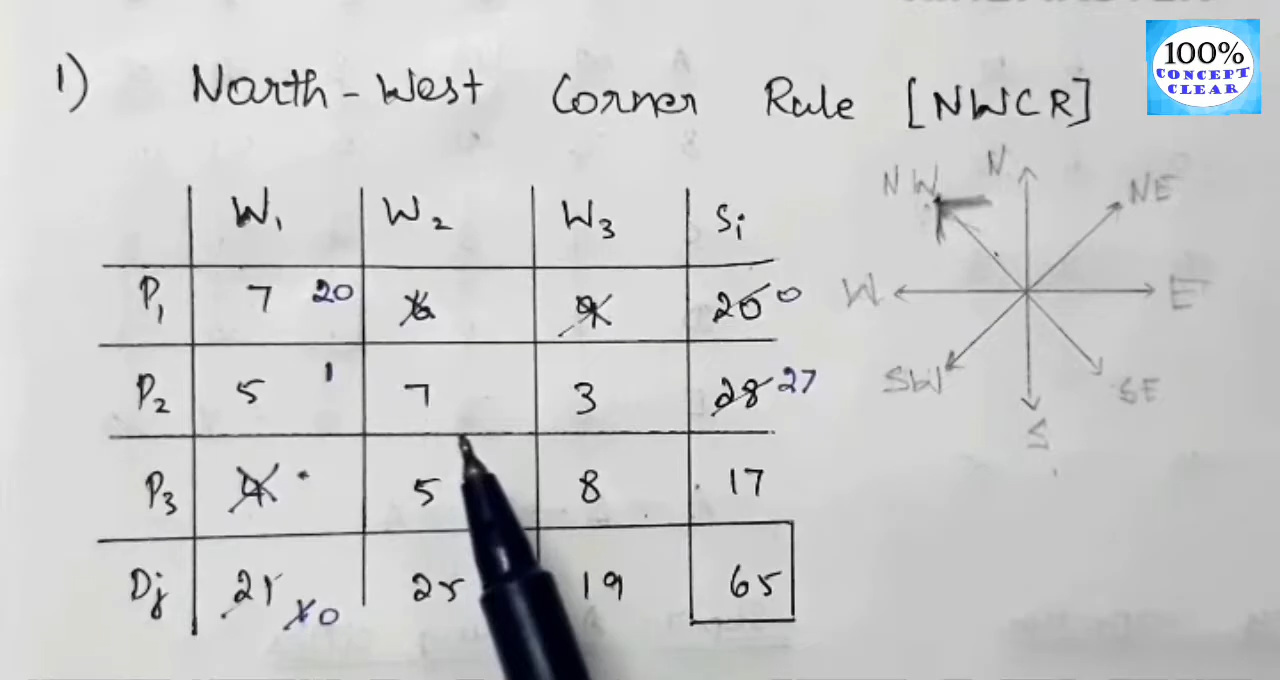 1) North-West Corner Rule [NWCR]
100%
CONCEPT
CLEAR
W1 W2 W3 Si
P1 7 20 6 9 20 0
P2 5 1 7 3 28 27
P3 4 5 8 17
Dj 21 1 0 25 19 65
N
NW NE
W E
SW SE
S